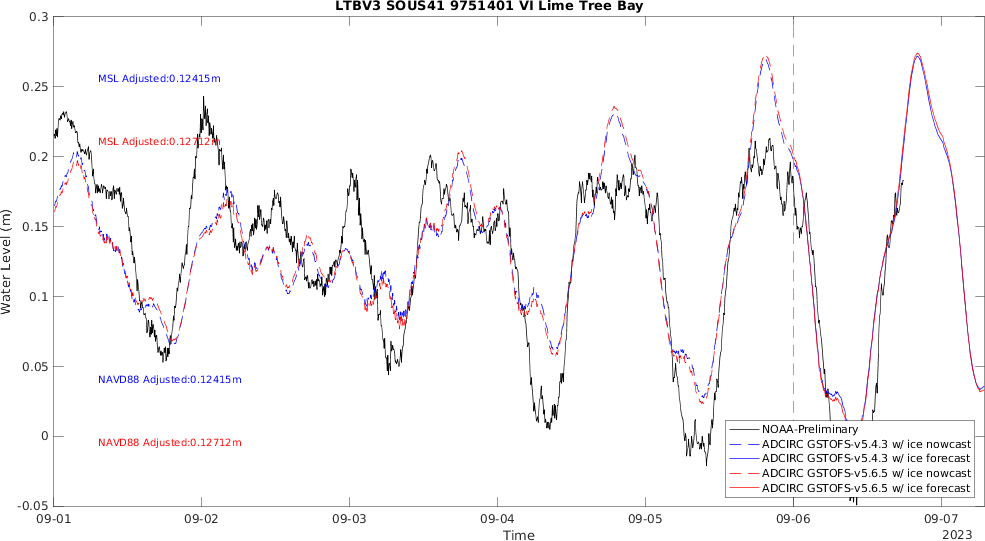 LTBV3 SOUS41 9751401 VI Lime Tree Bay
0.3
0.25
0.2
0.15
0.1
0.05
0
-0.05
Water Level (m)
MSL Adjusted:0.12415m
MSL Adjusted:0.12712m
NAVD88 Adjusted:0.12415m
NAVD88 Adjusted:0.12712m
NOAA-Preliminary
ADCIRC GSTOFS-v5.4.3 w/ ice nowcast
ADCIRC GSTOFS-v5.4.3 w/ ice forecast
ADCIRC GSTOFS-v5.6.5 w/ ice nowcast
ADCIRC GSTOFS-v5.6.5 w/ ice forecast
09-01 09-02 09-03 09-04 09-05 09-06 09-07
Time
2023